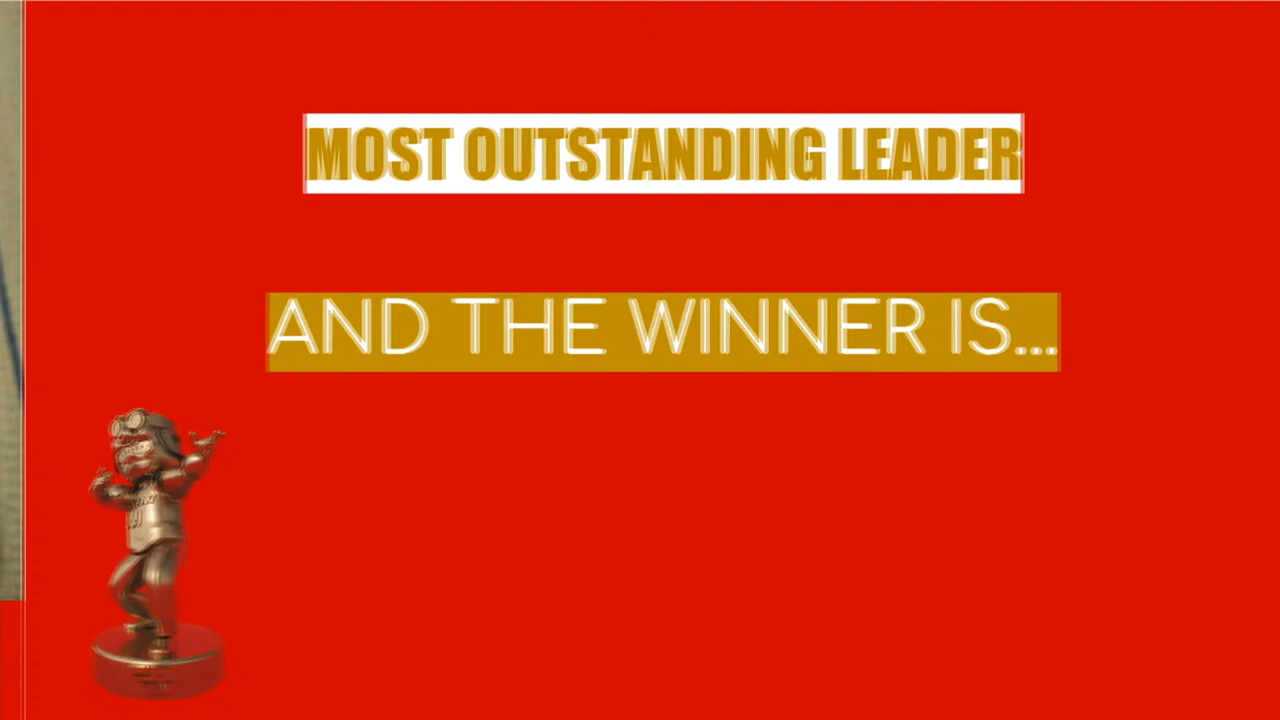 MOST OUTSTANDING LEADER
AND THE WINNER IS...